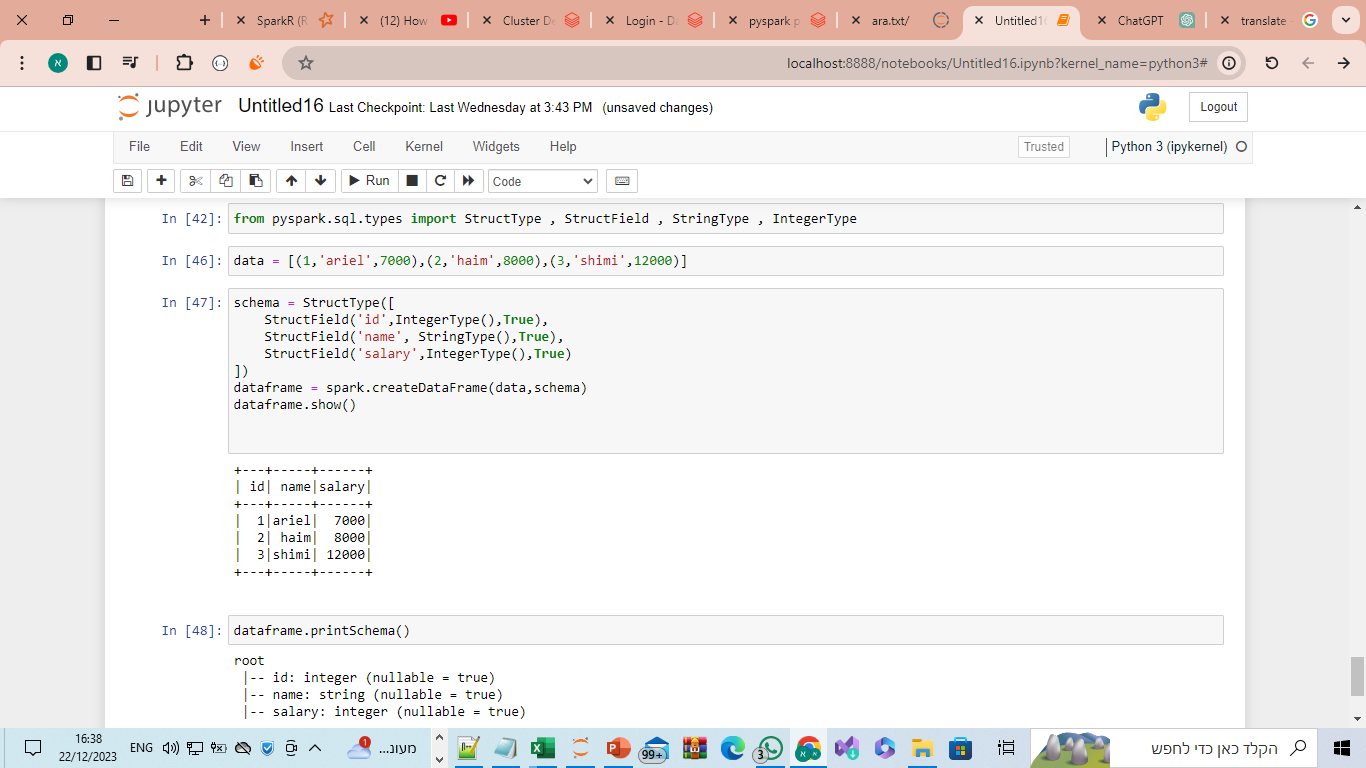 SparkR (R
(12) How
Cluster De
Login - Da
pyspark p
ara.txt/
Untitled16
ChatGPT
translate -
א
localhost:8888/notebooks/Untitled16.ipynb?kernel_name=python3#
jupyter Untitled16 Last Checkpoint: Last Wednesday at 3:43 PM (unsaved changes)
Logout
File Edit View Insert Cell Kernel Widgets Help
Trusted
Python 3 (ipykernel)
Run
Code
In [42]: from pyspark.sql.types import StructType , StructField , StringType , IntegerType
In [46]: data = [(1,'ariel',7000),(2,'haim',8000),(3,'shimi',12000)]
In [47]: schema = StructType([
StructField('id',IntegerType(),True),
StructField('name', StringType(),True),
StructField('salary',IntegerType(),True)
])
dataframe = spark.createDataFrame(data,schema)
dataframe.show()
+---+-----+------+
| id| name|salary|
+---+-----+------+
|  1|ariel|  7000|
|  2| haim|  8000|
|  3|shimi| 12000|
+---+-----+------+
In [48]: dataframe.printSchema()
root
|-- id: integer (nullable = true)
|-- name: string (nullable = true)
|-- salary: integer (nullable = true)
16:38
22/12/2023
ENG
1
מעונ...
99+
3
הקלד כאן כדי לחפש